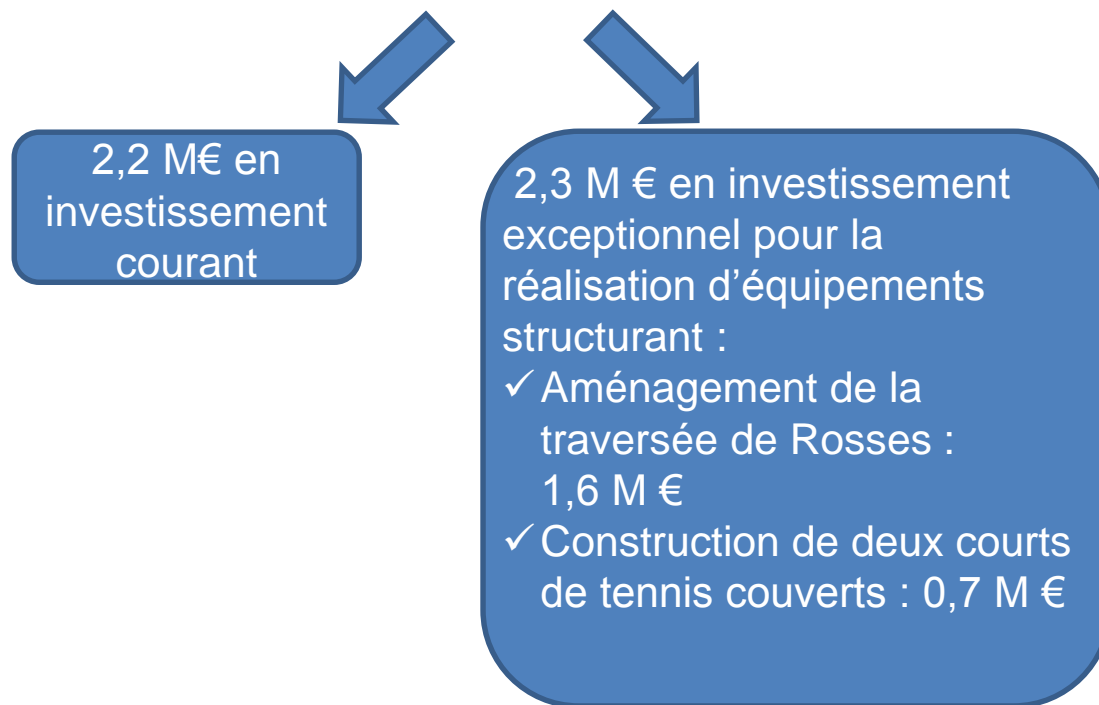 2,2 M€ en
investissement
courant
2,3 M € en investissement
exceptionnel pour la
réalisation d’équipements
structurant :
✓ Aménagement de la
traversée de Rosses :
1,6 M €
✓ Construction de deux courts
de tennis couverts : 0,7 M €